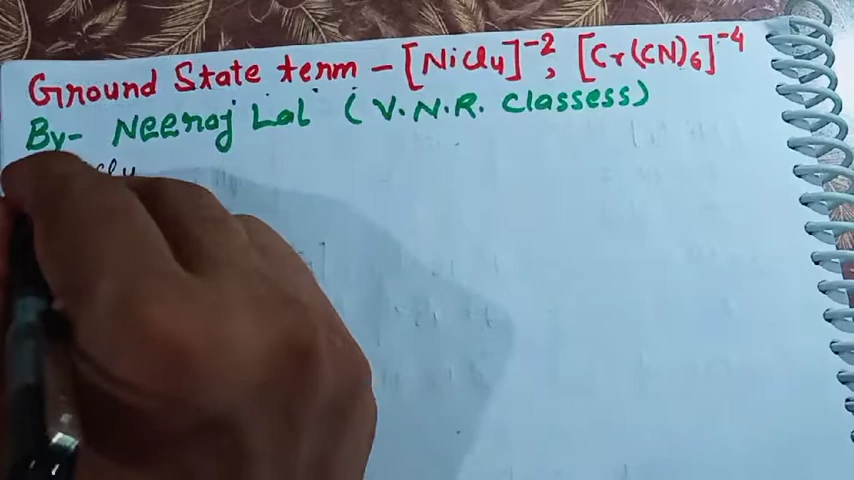 Ground State term - [NiCl4]⁻², [Cr(CN)6]⁻⁴
By- Neeraj Lal (V.N.R. Classess)